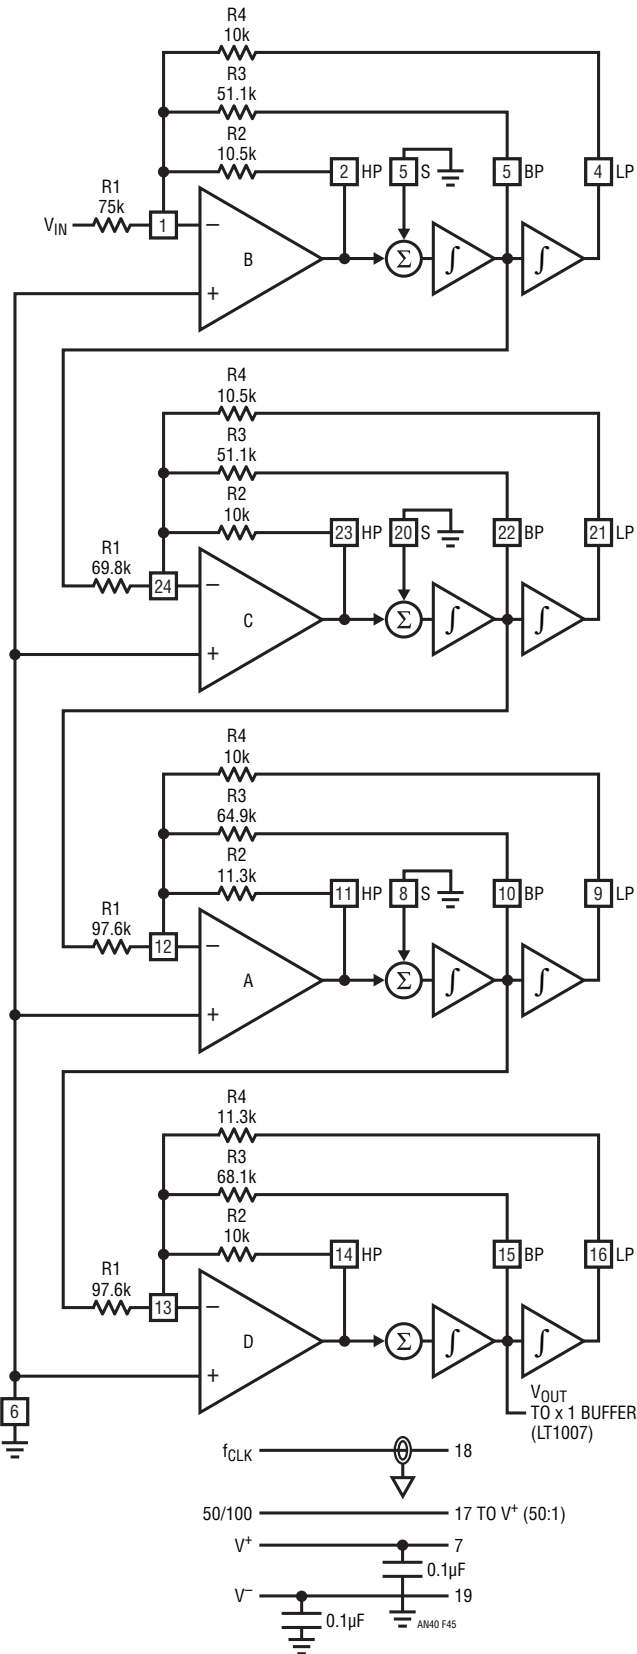 R4
10k
R3
51.1k
R2
10.5k
2 HP
5 S
5 BP
4 LP
R1
75k
VIN
1
−
B
Σ
∫
∫
+
R4
10.5k
R3
51.1k
R2
10k
23 HP
20 S
22 BP
21 LP
R1
69.8k
24
−
C
Σ
∫
∫
+
R4
10k
R3
64.9k
R2
11.3k
11 HP
8 S
10 BP
9 LP
R1
97.6k
12
−
A
Σ
∫
∫
+
R4
11.3k
R3
68.1k
R2
10k
14 HP
15 BP
16 LP
R1
97.6k
13
−
D
Σ
∫
∫
+
6
VOUT
TO x 1 BUFFER
(LT1007)
fCLK
18
50/100
17 TO V+ (50:1)
V+
7
0.1µF
V−
19
0.1µF
AN40 F45